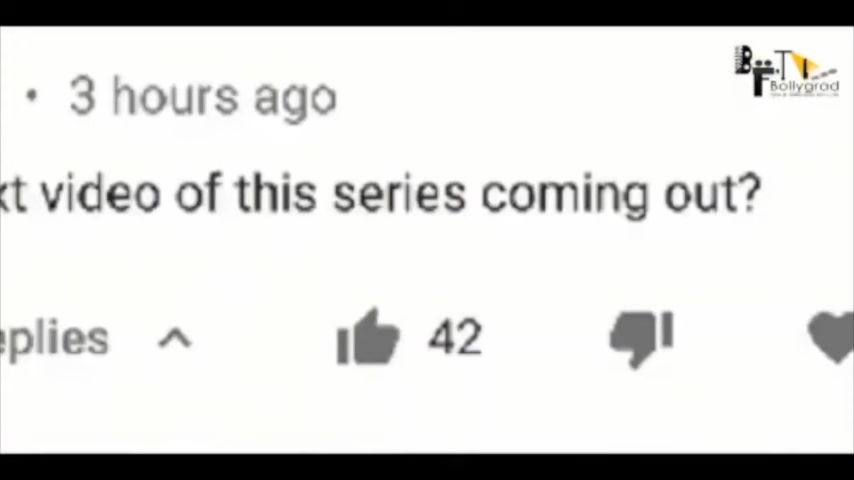 • 3 hours ago
xt video of this series coming out?
eplies
42
Bollygrad